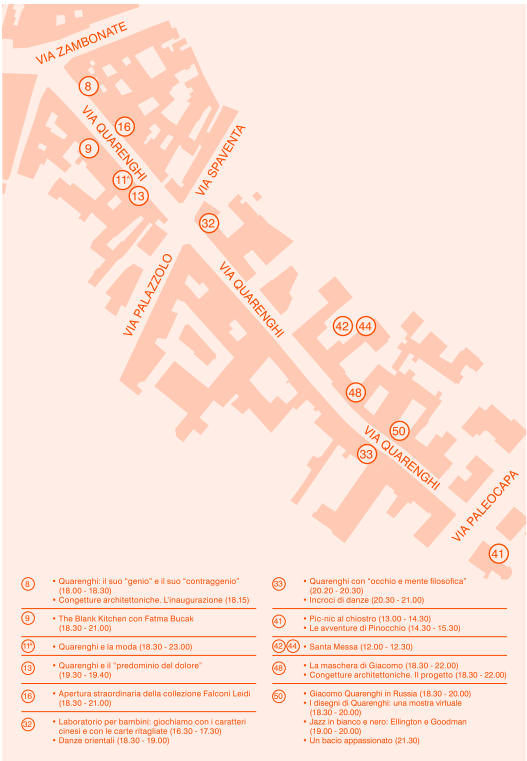 VIA ZAMBONATE
8
VIA QUARENGHI
16
9
VIA SPAVENTA
11A
13
32
VIA PALAZZOLO
VIA QUARENGHI
42 44
48
50
VIA QUARENGHI
33
VIA PALEOCAPA
41
8 • Quarenghi: il suo “genio” e il suo “contraggenio”
(18.00 - 18.30)
• Congetture architettoniche. L'inaugurazione (18.15)
9 • The Blank Kitchen con Fatma Bucak
(18.30 - 21.00)
11A • Quarenghi e la moda (18.30 - 23.00)
13 • Quarenghi e il “predominio del dolore”
(19.30 - 19.40)
16 • Apertura straordinaria della collezione Falconi Leidi
(18.30 - 21.00)
32 • Laboratorio per bambini: giochiamo con i caratteri
cinesi e con le carte ritagliate (16.30 - 17.30)
• Danze orientali (18.30 - 19.00)
33 • Quarenghi con “occhio e mente filosofica”
(20.20 - 20.30)
• Incroci di danze (20.30 - 21.00)
41 • Pic-nic al chiostro (13.00 - 14.30)
• Le avventure di Pinocchio (14.30 - 15.30)
42 44 • Santa Messa (12.00 - 12.30)
48 • La maschera di Giacomo (18.30 - 22.00)
• Congetture architettoniche. Il progetto (18.30 - 22.00)
50 • Giacomo Quarenghi in Russia (18.30 - 20.00)
• I disegni di Quarenghi: una mostra virtuale
(18.30 - 20.00)
• Jazz in bianco e nero: Ellington e Goodman
(19.00 - 20.00)
• Un bacio appassionato (21.30)